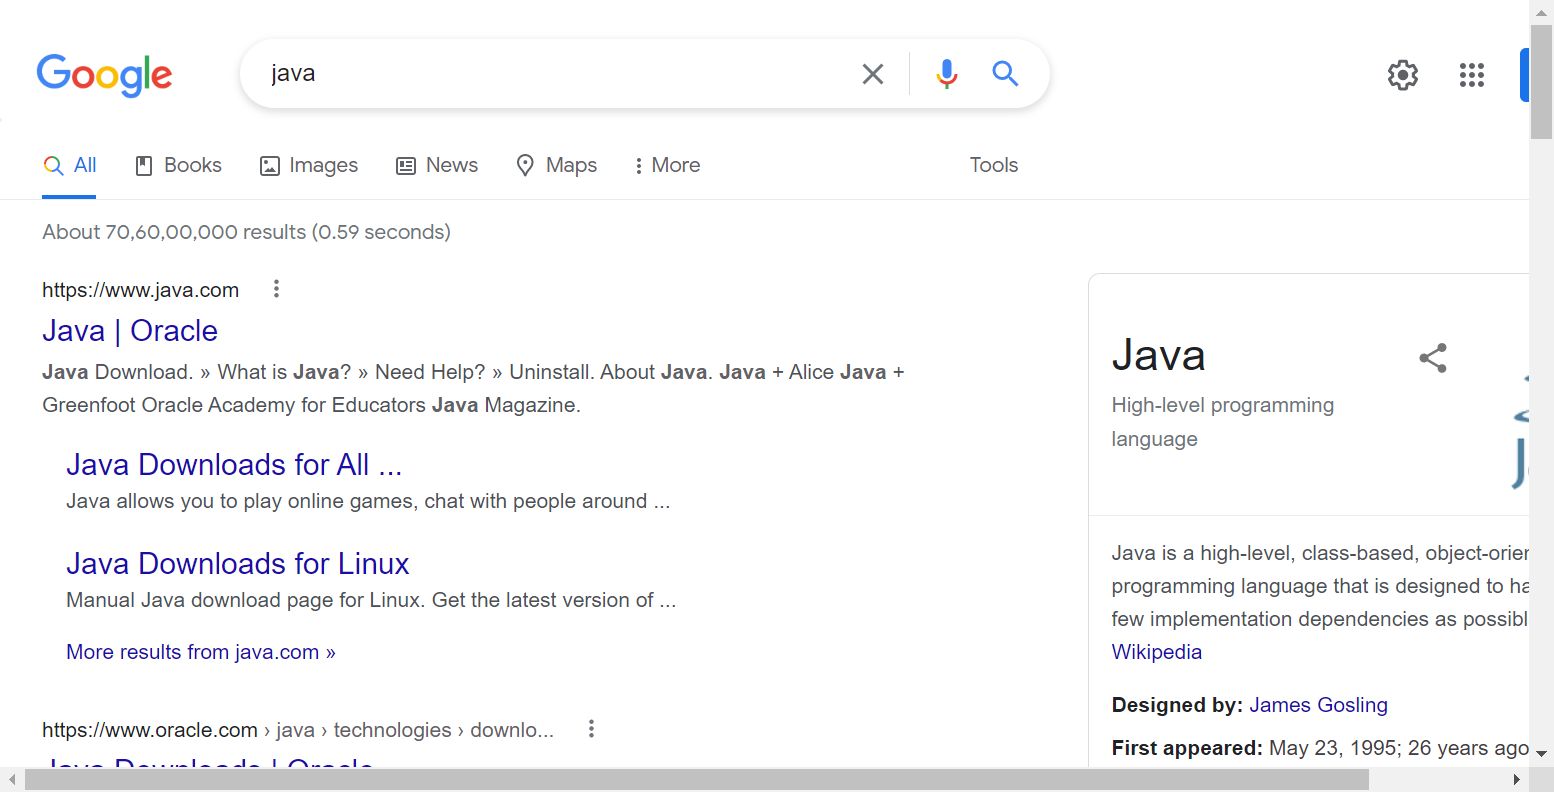 Google
java
All Books Images News Maps More Tools
About 70,60,00,000 results (0.59 seconds)
https://www.java.com
Java | Oracle
Java Download. » What is Java? » Need Help? » Uninstall. About Java. Java + Alice Java +
Greenfoot Oracle Academy for Educators Java Magazine.
Java Downloads for All ...
Java allows you to play online games, chat with people around ...
Java Downloads for Linux
Manual Java download page for Linux. Get the latest version of ...
More results from java.com »
https://www.oracle.com › java › technologies › downlo...
Java Downloads | Oracle
Java
High-level programming
language
Java is a high-level, class-based, object-orien
programming language that is designed to ha
few implementation dependencies as possibl
Wikipedia
Designed by: James Gosling
First appeared: May 23, 1995; 26 years ago